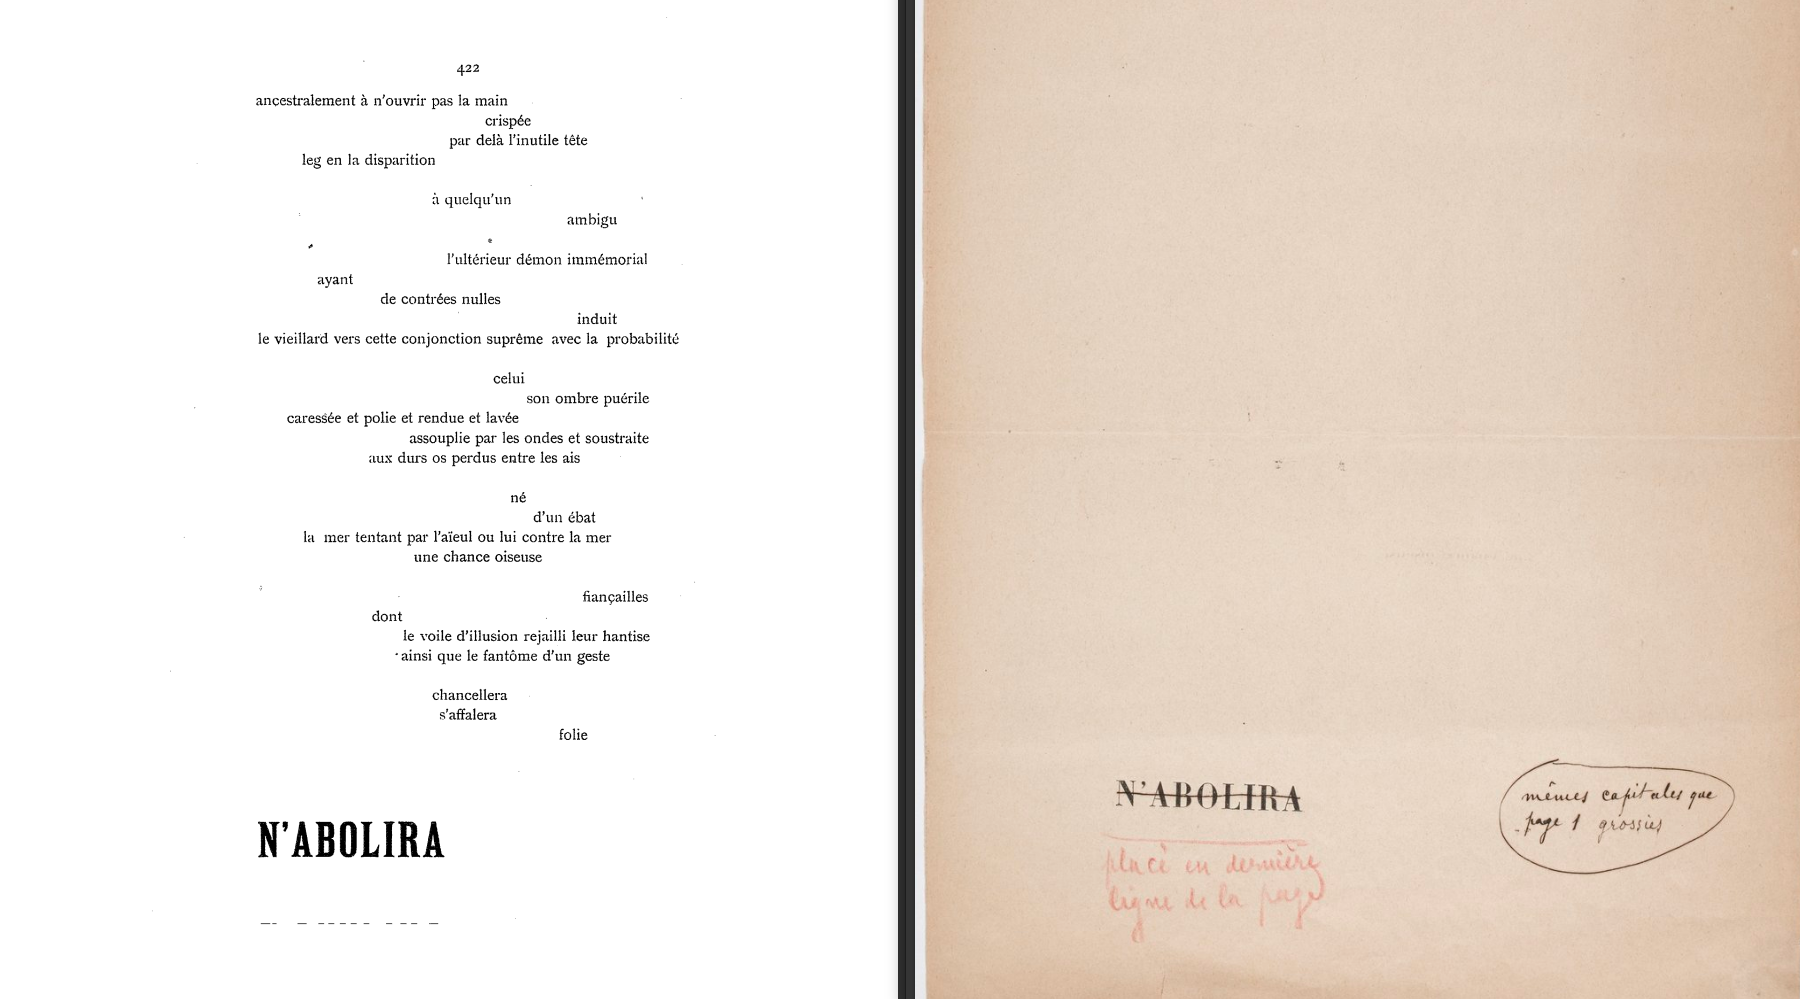 422
ancestralement à n'ouvrir pas la main
crispée
par delà l'inutile tête
leg en la disparition
à quelqu'un
ambigu
l'ultérieur démon immémorial
ayant
de contrées nulles
induit
le vieillard vers cette conjonction suprême avec la probabilité
celui
son ombre puérile
caressée et polie et rendue et lavée
assouplie par les ondes et soustraite
aux durs os perdus entre les ais
né
d'un ébat
la mer tentant par l'aïeul ou lui contre la mer
une chance oiseuse
fiançailles
dont
le voile d'illusion rejailli leur hantise
ainsi que le fantôme d'un geste
chancellera
s'affalera
folie
N'ABOLIRA
N'ABOLIRA
placé en dernière
ligne de la page
mêmes capitales que
page 1 grossies